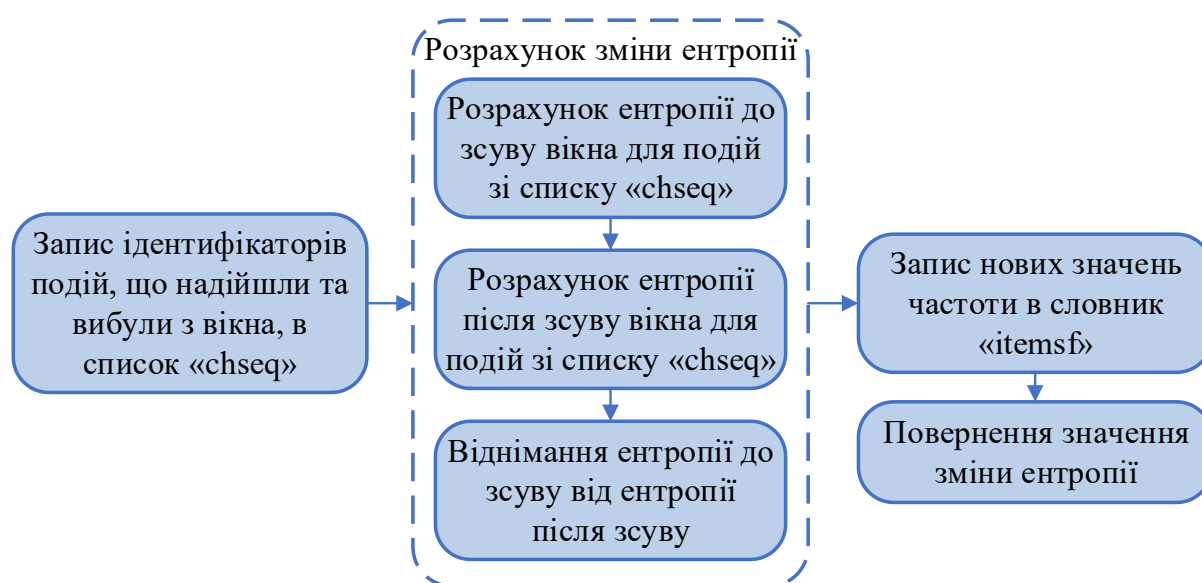 Запис ідентифікаторів
подій, що надійшли та
вибули з вікна, в
список «chseq»
Розрахунок зміни ентропії
Розрахунок ентропії до
зсуву вікна для подій
зі списку «chseq»
Розрахунок ентропії
після зсуву вікна для
подій зі списку «chseq»
Віднімання ентропії до
зсуву від ентропії
після зсуву
Запис нових значень
частоти в словник
«itemsf»
Повернення значення
зміни ентропії